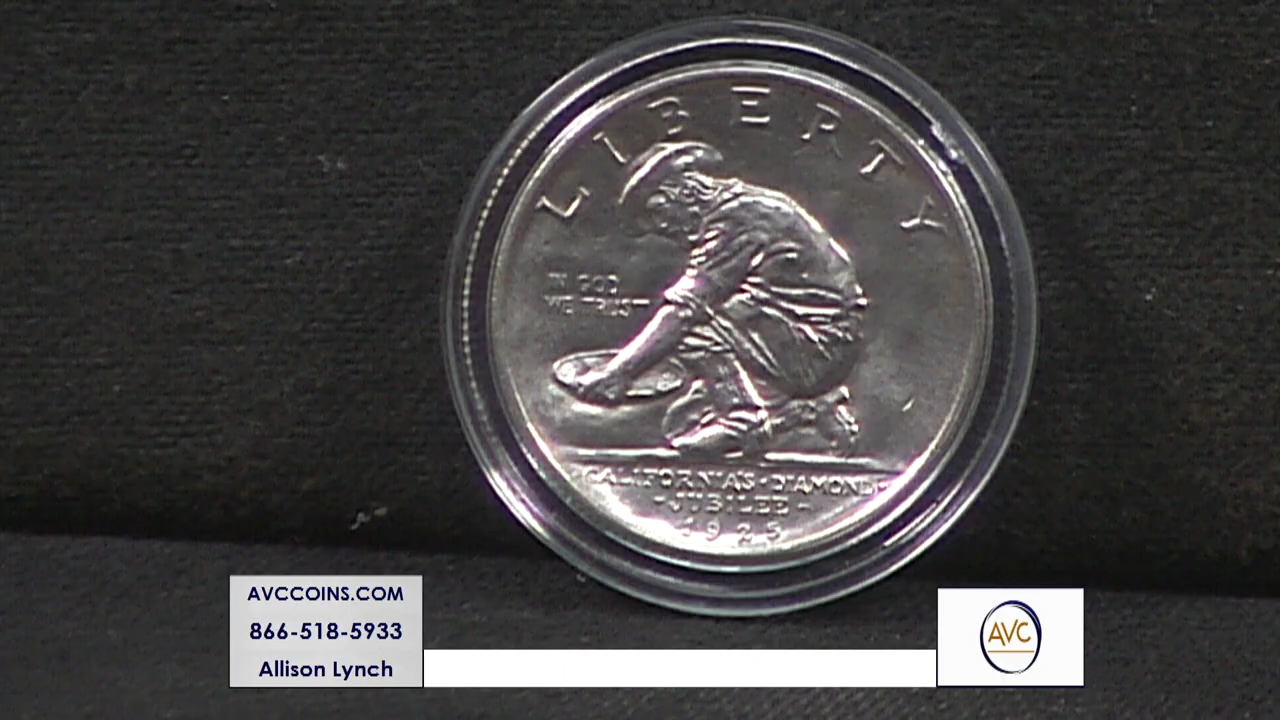 LIBERTY
IN GOD
WE TRUST
CALIFORNIA'S·DIAMOND
-JUBILEE-
1925
AVCCOINS.COM
866-518-5933
Allison Lynch
AVC